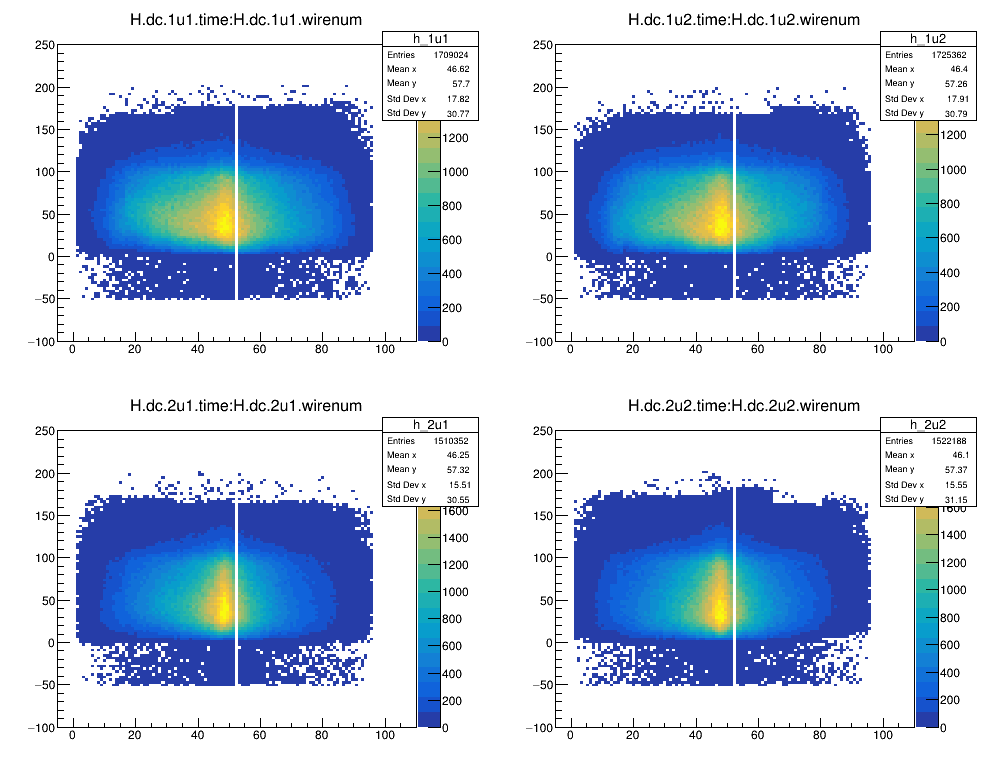 H.dc.1u1.time:H.dc.1u1.wirenum
h_1u1
Entries 1709024
Mean x 46.62
Mean y 57.7
Std Dev x 17.82
Std Dev y 30.77
250
200
150
100
50
0
−50
−100
0 20 40 60 80 100
1200
1000
800
600
400
200
0
H.dc.1u2.time:H.dc.1u2.wirenum
h_1u2
Entries 1725362
Mean x 46.4
Mean y 57.26
Std Dev x 17.91
Std Dev y 30.79
250
200
150
100
50
0
−50
−100
0 20 40 60 80 100
1200
1000
800
600
400
200
0
H.dc.2u1.time:H.dc.2u1.wirenum
h_2u1
Entries 1510352
Mean x 46.25
Mean y 57.32
Std Dev x 15.51
Std Dev y 30.55
250
200
150
100
50
0
−50
−100
0 20 40 60 80 100
1600
1400
1200
1000
800
600
400
200
0
H.dc.2u2.time:H.dc.2u2.wirenum
h_2u2
Entries 1522188
Mean x 46.1
Mean y 57.37
Std Dev x 15.55
Std Dev y 31.15
250
200
150
100
50
0
−50
−100
0 20 40 60 80 100
1600
1400
1200
1000
800
600
400
200
0